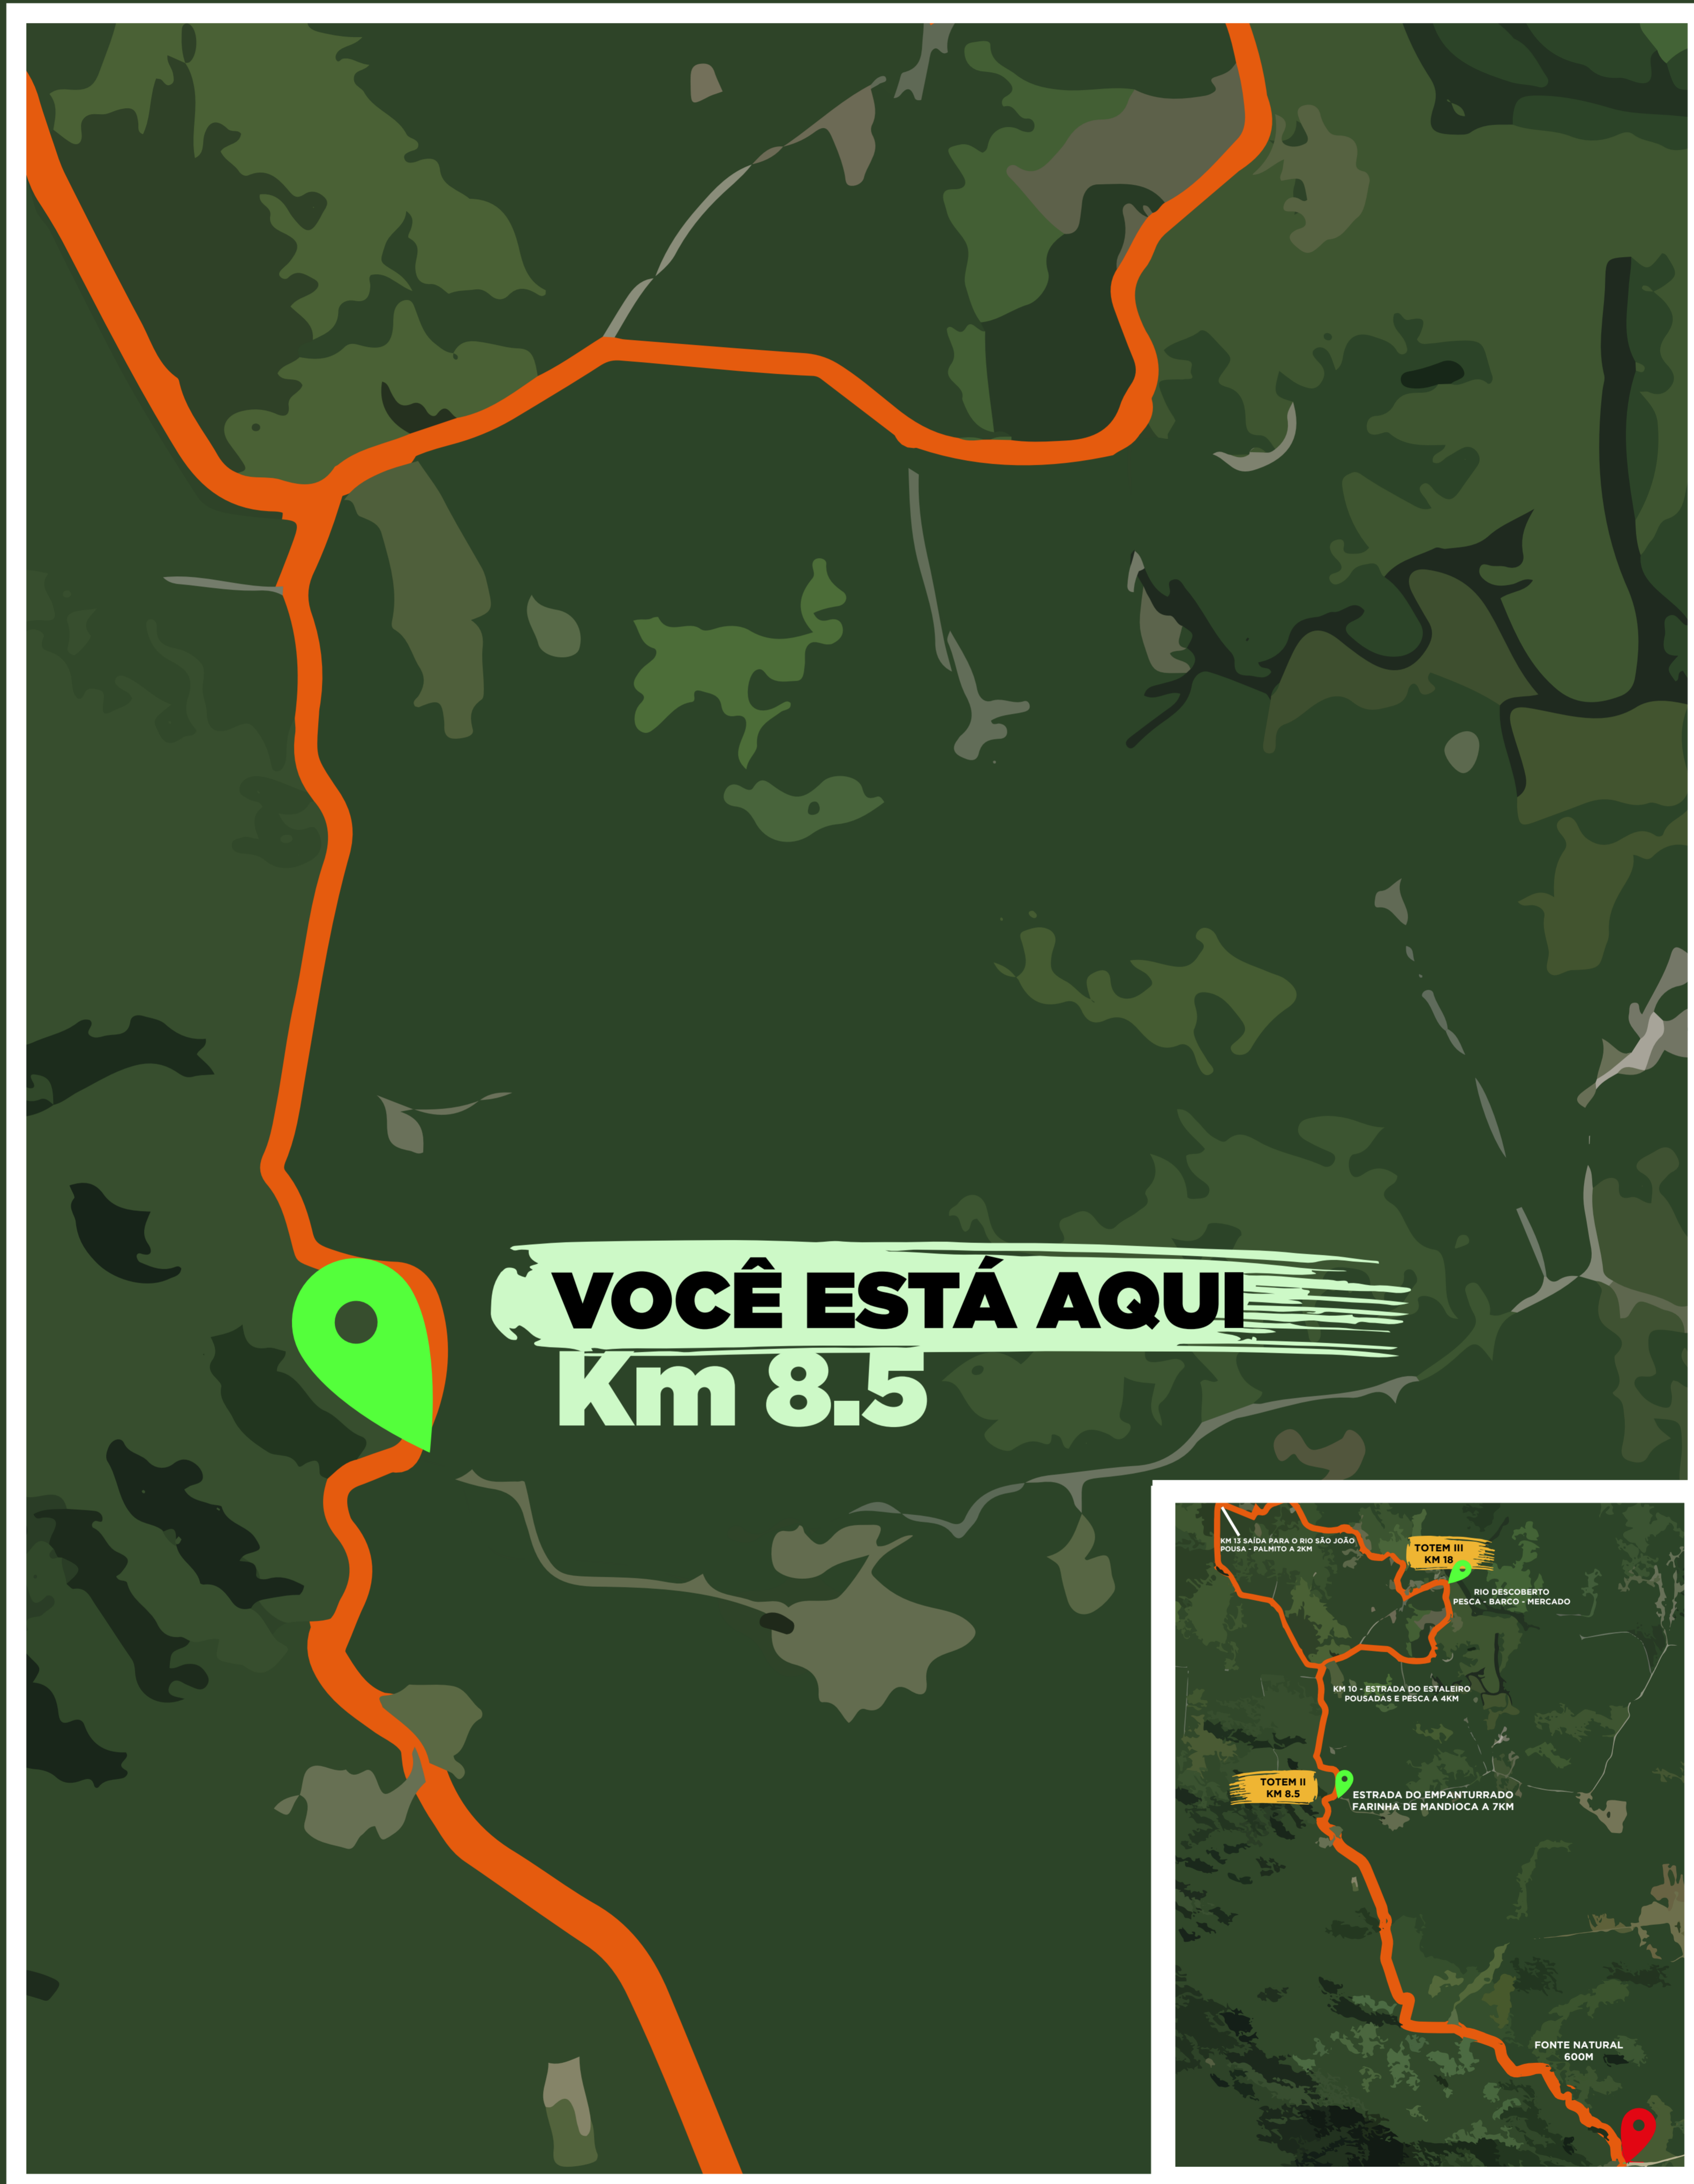 VOCÊ ESTÁ AQUI
Km 8.5
KM 13 SAÍDA PARA O RIO SÃO JOÃO
POUSA - PALMITO A 2KM
TOTEM III
KM 18
RIO DESCOBERTO
PESCA - BARCO - MERCADO
KM 10 - ESTRADA DO ESTALEIRO
POUSADAS E PESCA A 4KM
TOTEM II
KM 8.5
ESTRADA DO EMPANTURRADO
FARINHA DE MANDIOCA A 7KM
FONTE NATURAL
600M